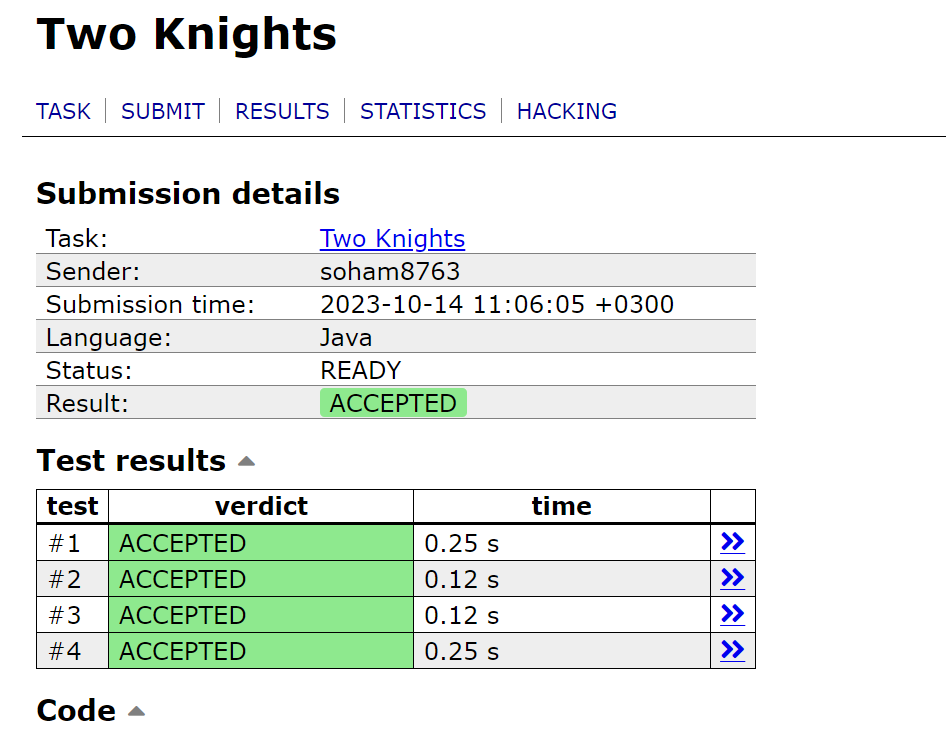 Two Knights
TASK SUBMIT RESULTS STATISTICS HACKING
Submission details
Task: Two Knights
Sender: soham8763
Submission time: 2023-10-14 11:06:05 +0300
Language: Java
Status: READY
Result: ACCEPTED
Test results
test verdict time
#1 ACCEPTED 0.25 s
#2 ACCEPTED 0.12 s
#3 ACCEPTED 0.12 s
#4 ACCEPTED 0.25 s
Code